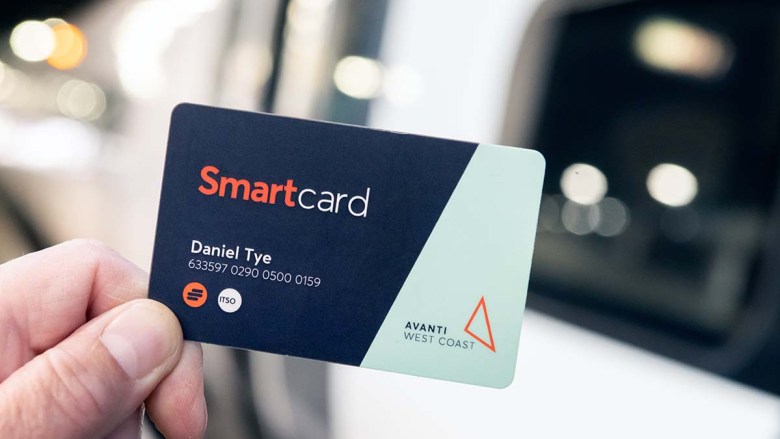 Smartcard
Daniel Tye
633597 0290 0500 0159
ITSO
AVANTI
WEST COAST